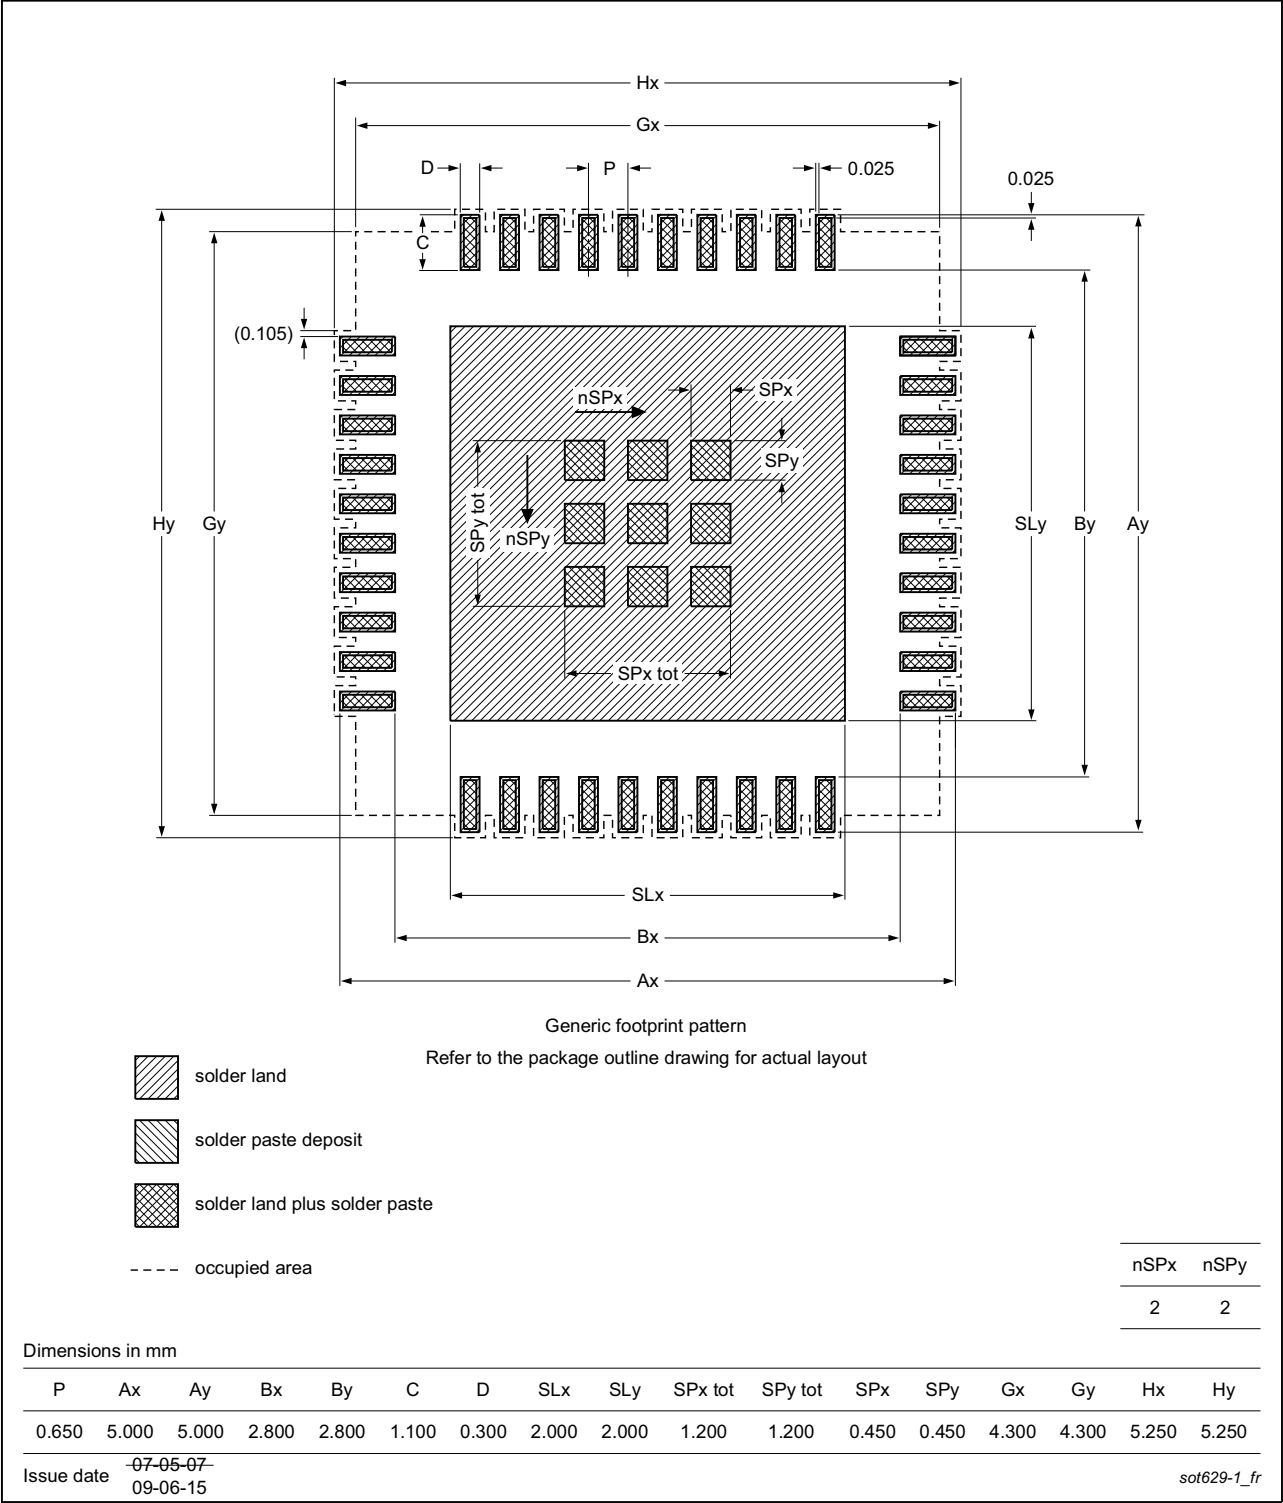 Hx
Gx
D
P
0.025
0.025
C
(0.105)
nSPx
SPx
SPy
SPy tot
nSPy
Hy
Gy
SLy
By
Ay
SPx tot
SLx
Bx
Ax
Generic footprint pattern
Refer to the package outline drawing for actual layout
solder land
solder paste deposit
solder land plus solder paste
occupied area
nSPx nSPy
2 2
Dimensions in mm
P Ax Ay Bx By C D SLx SLy SPx tot SPy tot SPx SPy Gx Gy Hx Hy
0.650 5.000 5.000 2.800 2.800 1.100 0.300 2.000 2.000 1.200 1.200 0.450 0.450 4.300 4.300 5.250 5.250
Issue date 07-05-07
09-06-15
sot629-1_fr